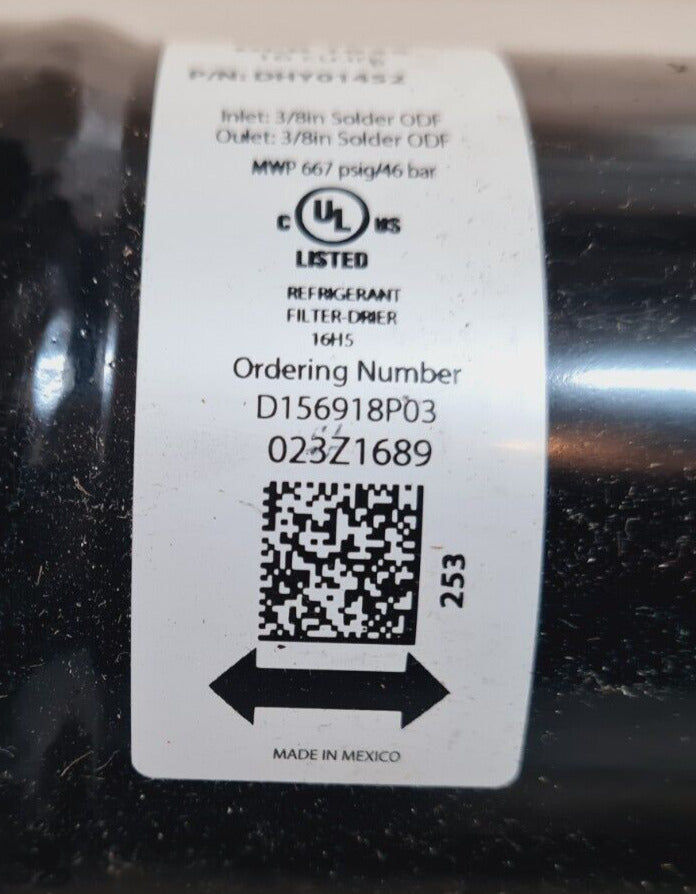 P/N: DHY01452
Inlet: 3/8in Solder ODF
Oulet: 3/8in Solder ODF
MWP 667 psig/46 bar
C UL US
LISTED
REFRIGERANT
FILTER-DRIER
16H5
Ordering Number
D156918P03
023Z1689
253
MADE IN MEXICO